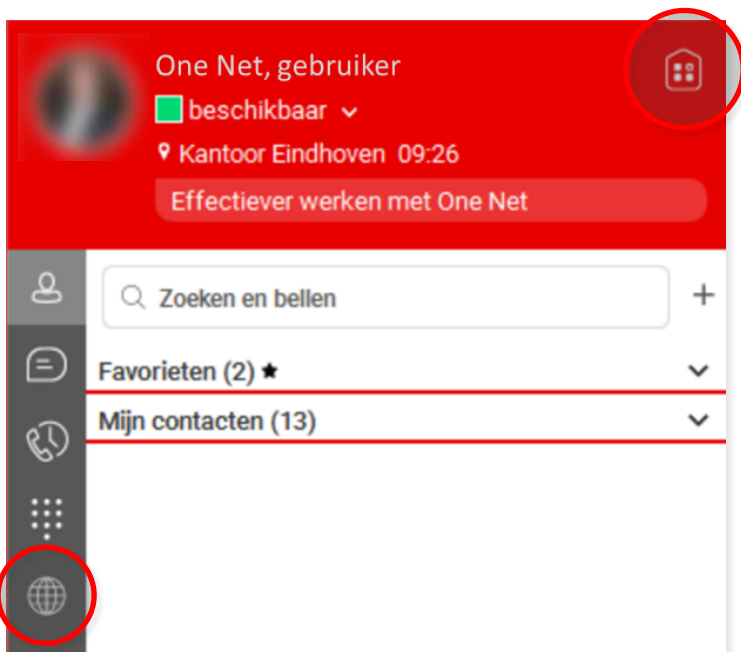 One Net, gebruiker
beschikbaar
Kantoor Eindhoven 09:26
Effectiever werken met One Net
Zoeken en bellen
Favorieten (2)
Mijn contacten (13)